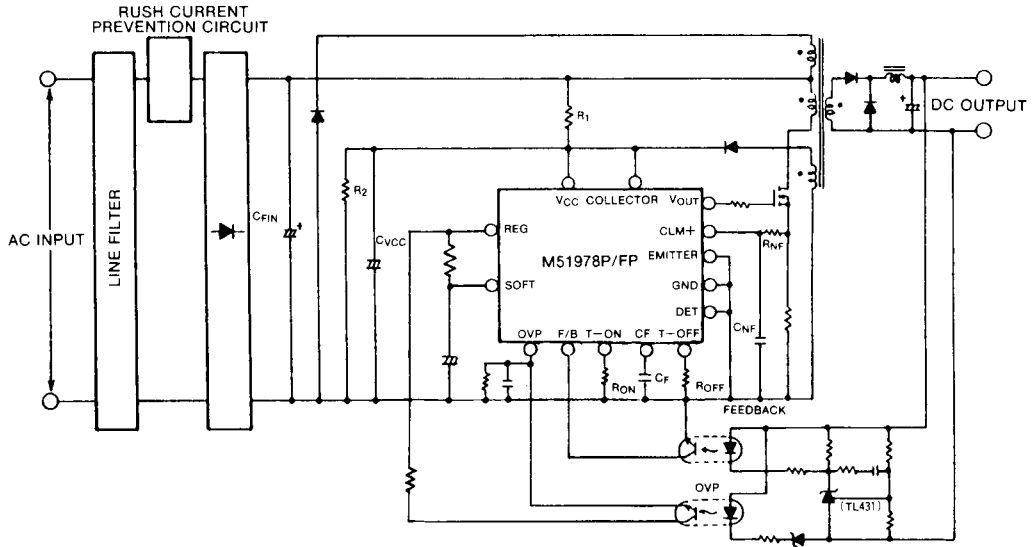 RUSH CURRENT
PREVENTION CIRCUIT
AC INPUT
LINE FILTER
CFIN
R1
R2
CVCC
DC OUTPUT
VCC COLLECTOR VOUT
REG
CLM+
RNF
EMITTER
M51978P/FP
SOFT
GND
DET
CNF
OVP F/B T-ON CF T-OFF
RON
CF
ROFF
FEEDBACK
OVP
(TL431)